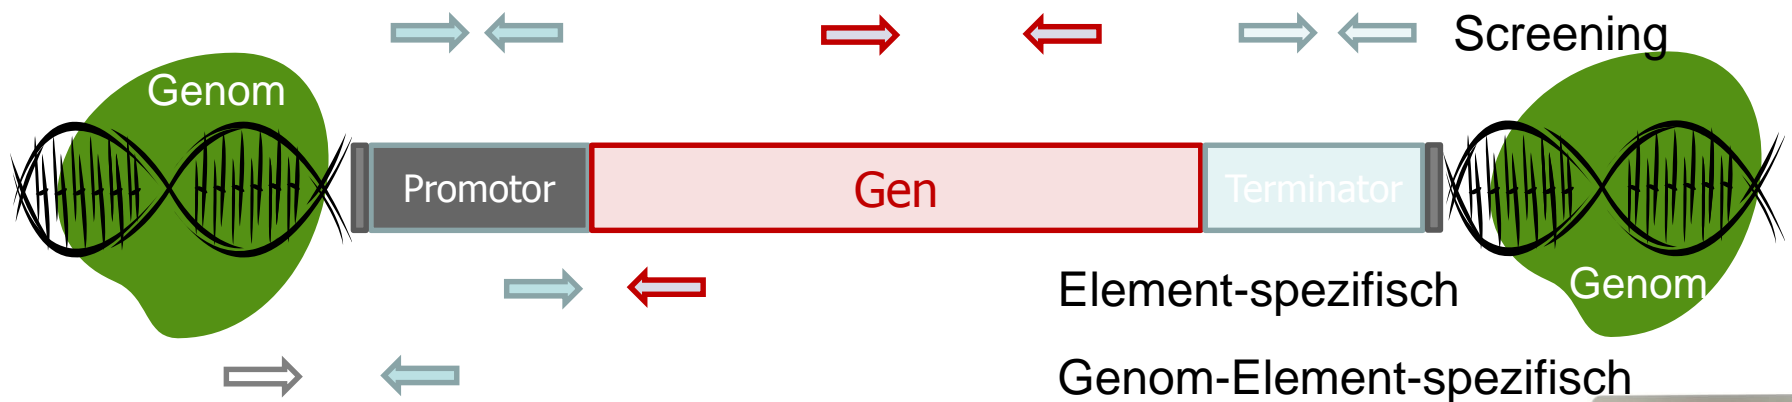 Screening
Genom
Promotor Gen Terminator
Element-spezifisch
Genom
Genom-Element-spezifisch